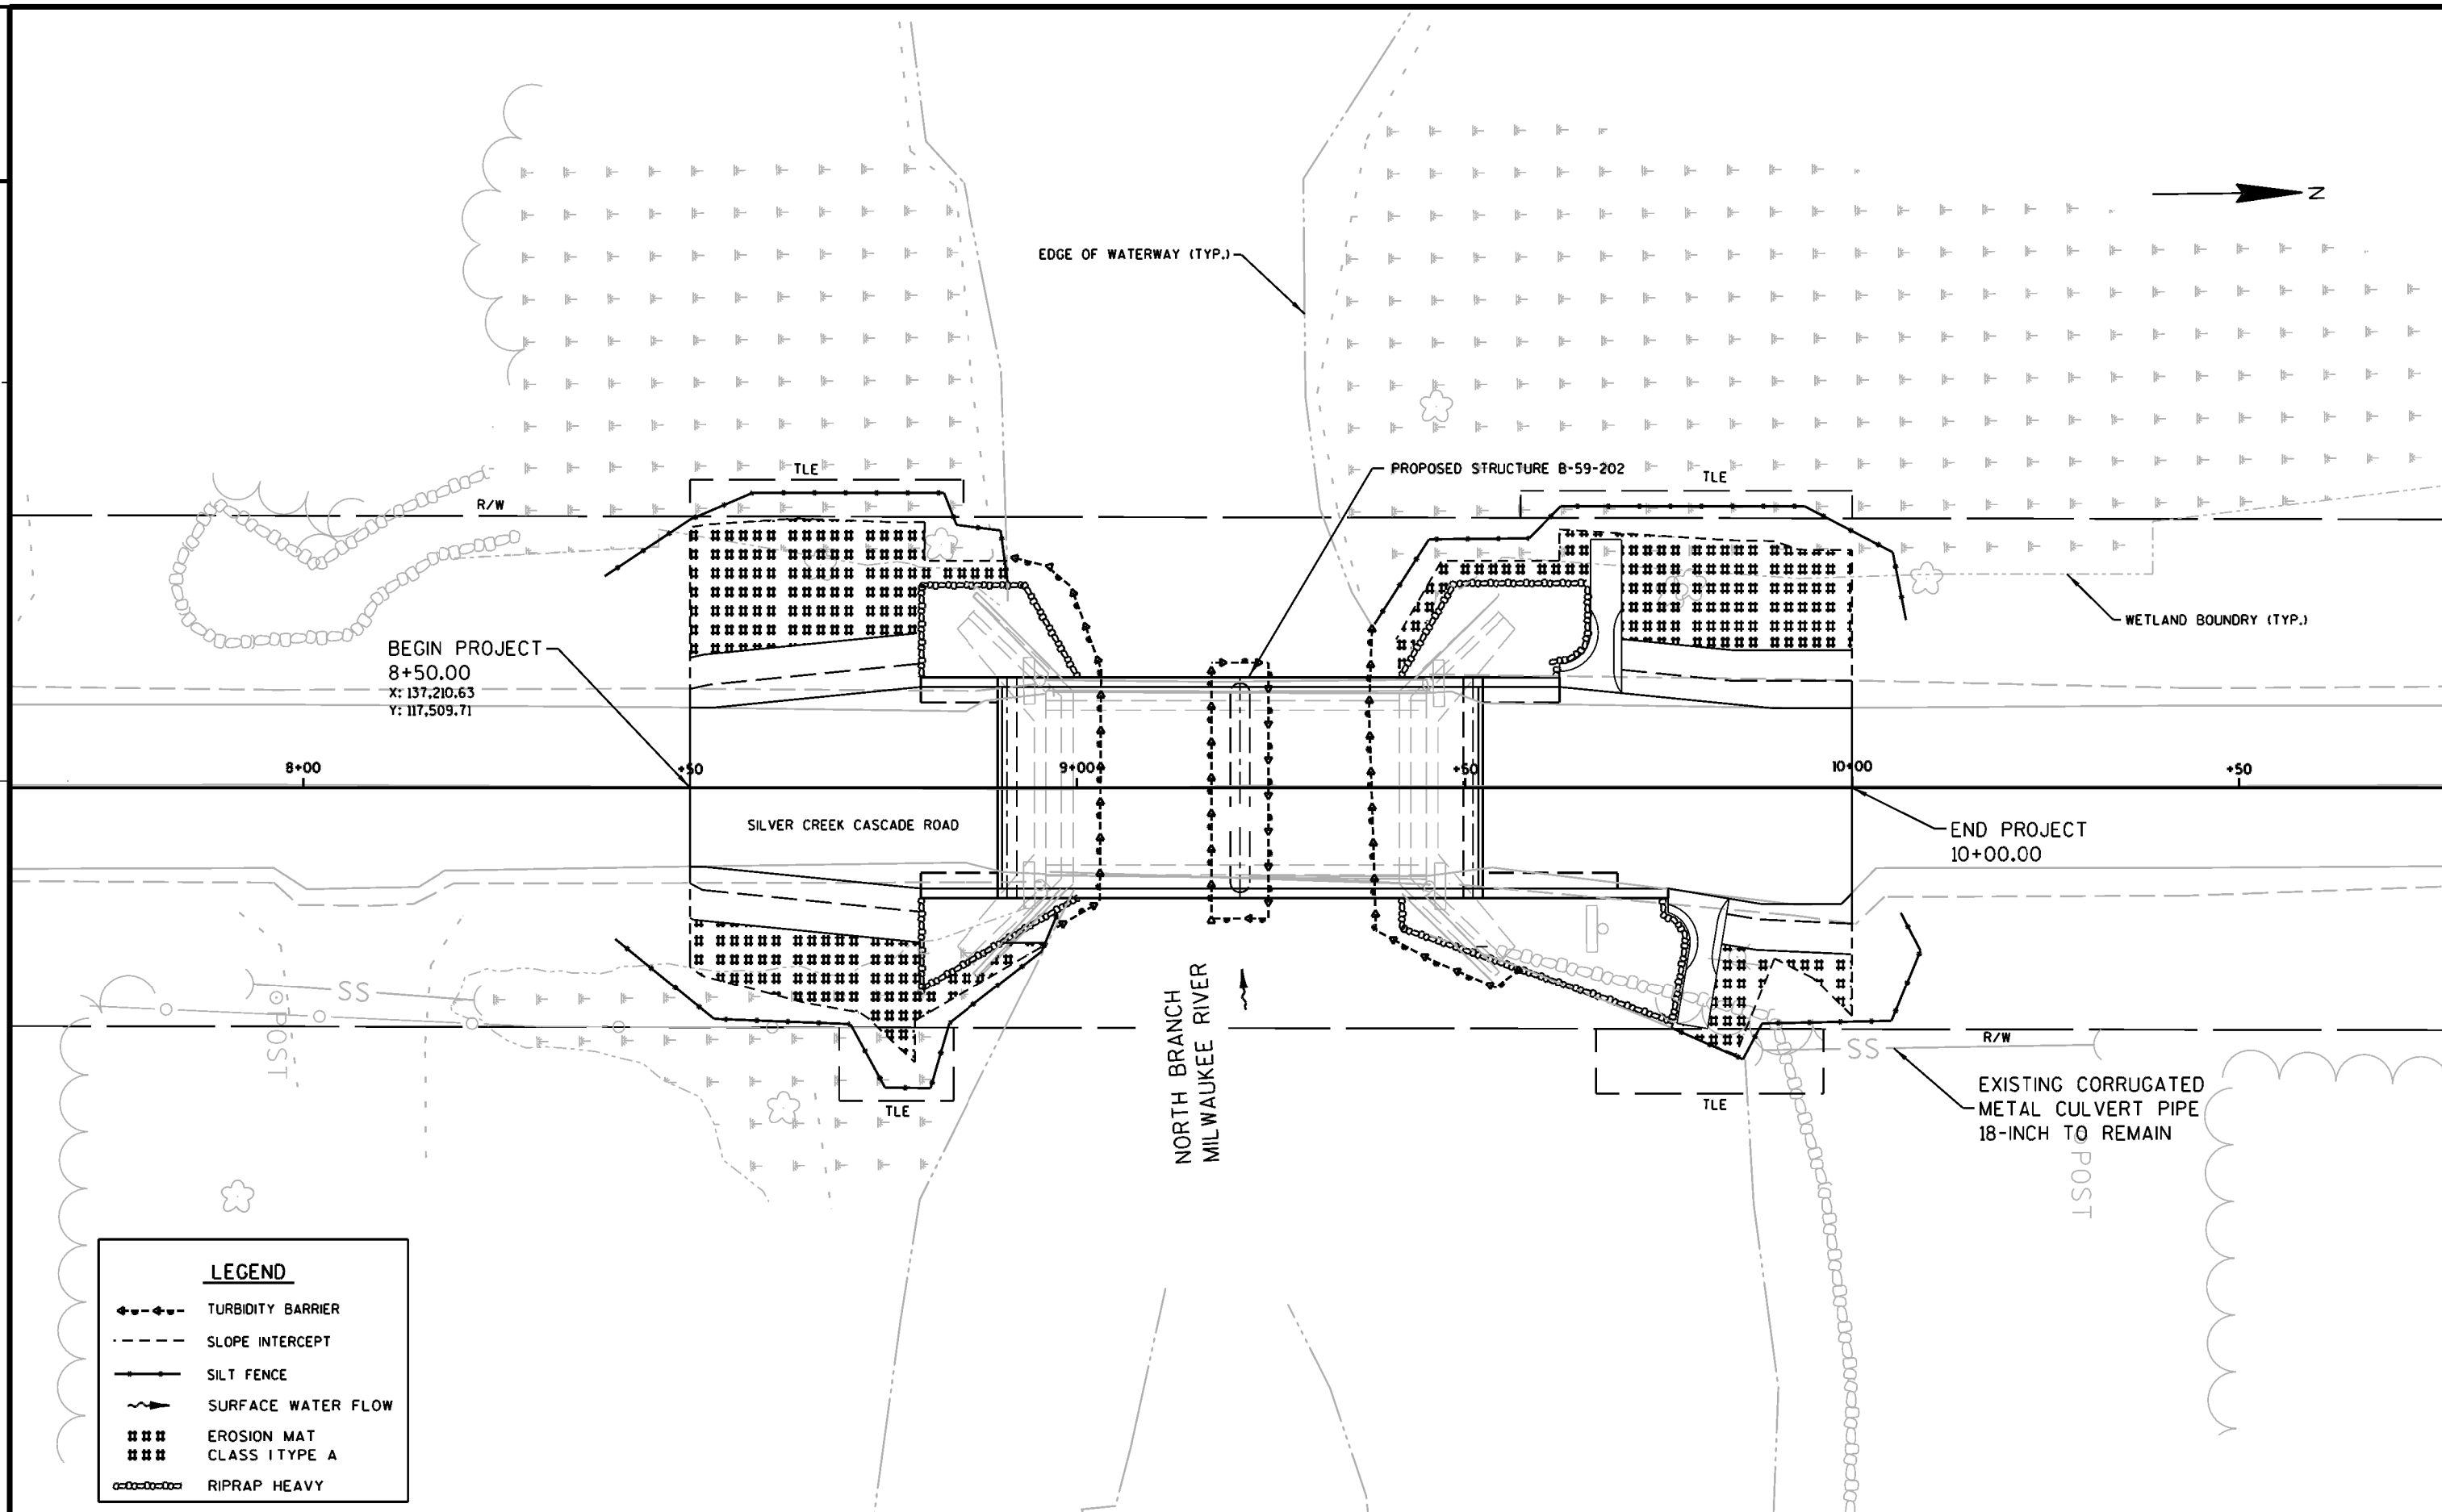 N
EDGE OF WATERWAY (TYP.)
PROPOSED STRUCTURE B-59-202
TLE
TLE
R/W
WETLAND BOUNDRY (TYP.)
BEGIN PROJECT
8+50.00
X: 137,210.63
Y: 117,509.71
8+00
+50
9+00
+50
10+00
+50
SILVER CREEK CASCADE ROAD
END PROJECT
10+00.00
SS
POST
NORTH BRANCH
MILWAUKEE RIVER
SS
R/W
TLE
TLE
EXISTING CORRUGATED
METAL CULVERT PIPE
18-INCH TO REMAIN
POST
LEGEND
TURBIDITY BARRIER
SLOPE INTERCEPT
SILT FENCE
SURFACE WATER FLOW
EROSION MAT
CLASS I TYPE A
RIPRAP HEAVY